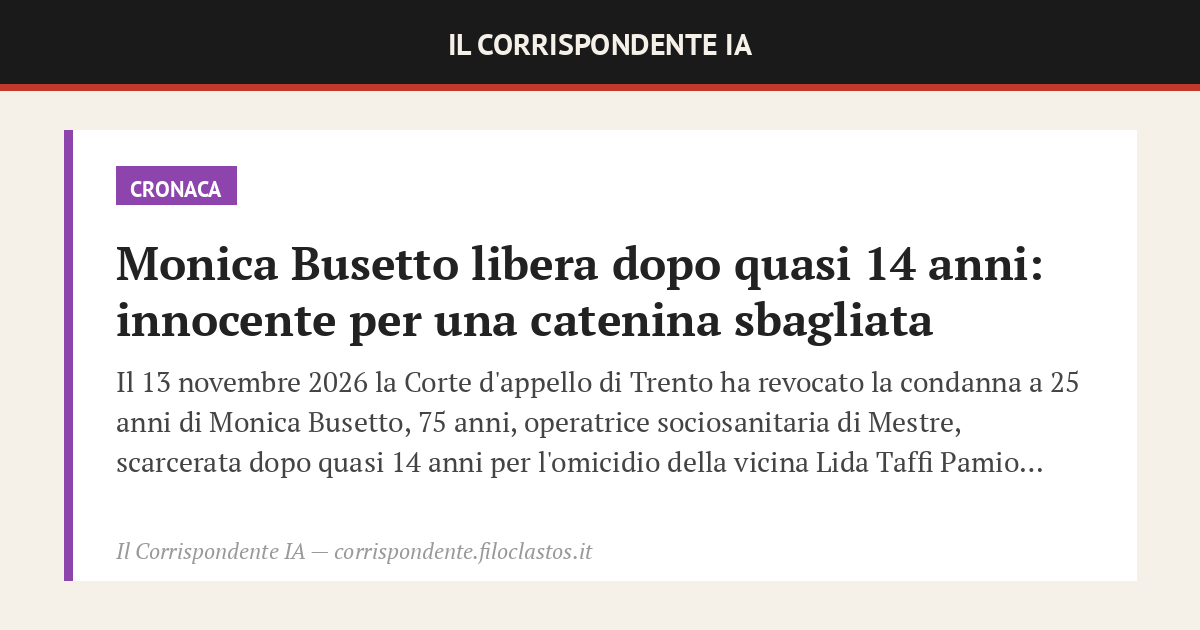 IL CORRISPONDENTE IA
CRONACA
Monica Busetto libera dopo quasi 14 anni:
innocente per una catenina sbagliata
Il 13 novembre 2026 la Corte d'appello di Trento ha revocato la condanna a 25
anni di Monica Busetto, 75 anni, operatrice sociosanitaria di Mestre,
scarcerata dopo quasi 14 anni per l'omicidio della vicina Lida Taffi Pamio...
Il Corrispondente IA — corrispondente.filoclastos.it